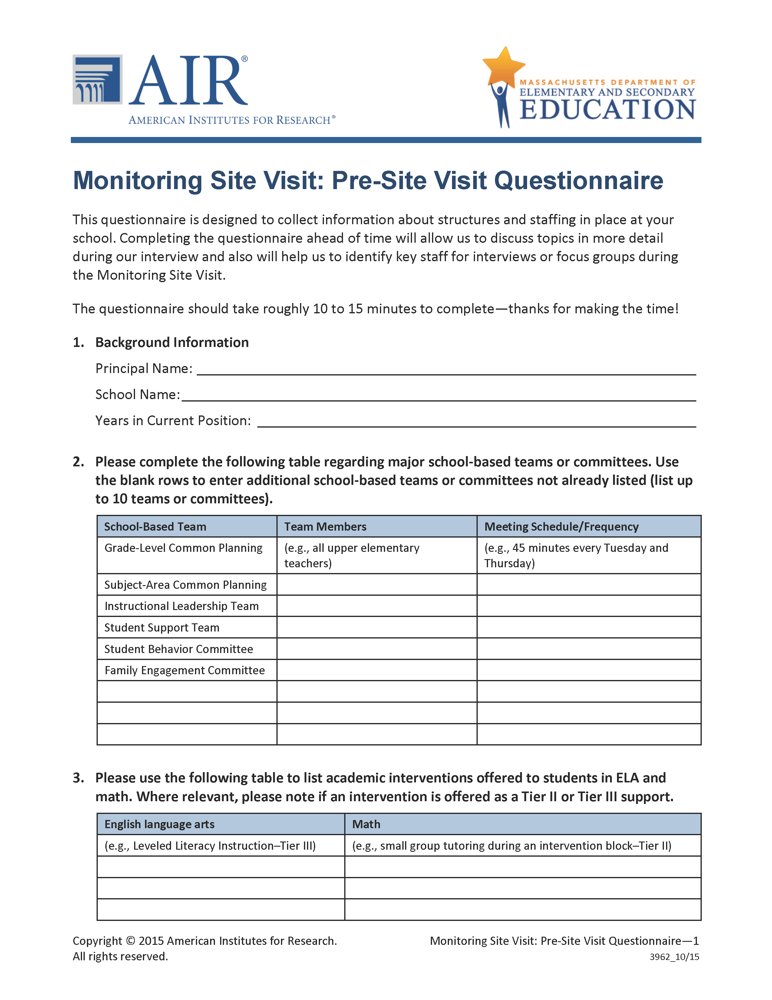 AIR®
AMERICAN INSTITUTES FOR RESEARCH®
MASSACHUSETTS DEPARTMENT OF
ELEMENTARY AND SECONDARY
EDUCATION
Monitoring Site Visit: Pre-Site Visit Questionnaire
This questionnaire is designed to collect information about structures and staffing in place at your
school. Completing the questionnaire ahead of time will allow us to discuss topics in more detail
during our interview and also will help us to identify key staff for interviews or focus groups during
the Monitoring Site Visit.
The questionnaire should take roughly 10 to 15 minutes to complete—thanks for making the time!
1. Background Information
Principal Name:
School Name:
Years in Current Position:
2. Please complete the following table regarding major school-based teams or committees. Use
the blank rows to enter additional school-based teams or committees not already listed (list up
to 10 teams or committees).
School-Based Team Team Members Meeting Schedule/Frequency
Grade-Level Common Planning (e.g., all upper elementary (e.g., 45 minutes every Tuesday and
teachers) Thursday)
Subject-Area Common Planning
Instructional Leadership Team
Student Support Team
Student Behavior Committee
Family Engagement Committee
3. Please use the following table to list academic interventions offered to students in ELA and
math. Where relevant, please note if an intervention is offered as a Tier II or Tier III support.
English language arts Math
(e.g., Leveled Literacy Instruction–Tier III) (e.g., small group tutoring during an intervention block–Tier II)
Copyright © 2015 American Institutes for Research. Monitoring Site Visit: Pre-Site Visit Questionnaire—1
All rights reserved. 3962_10/15